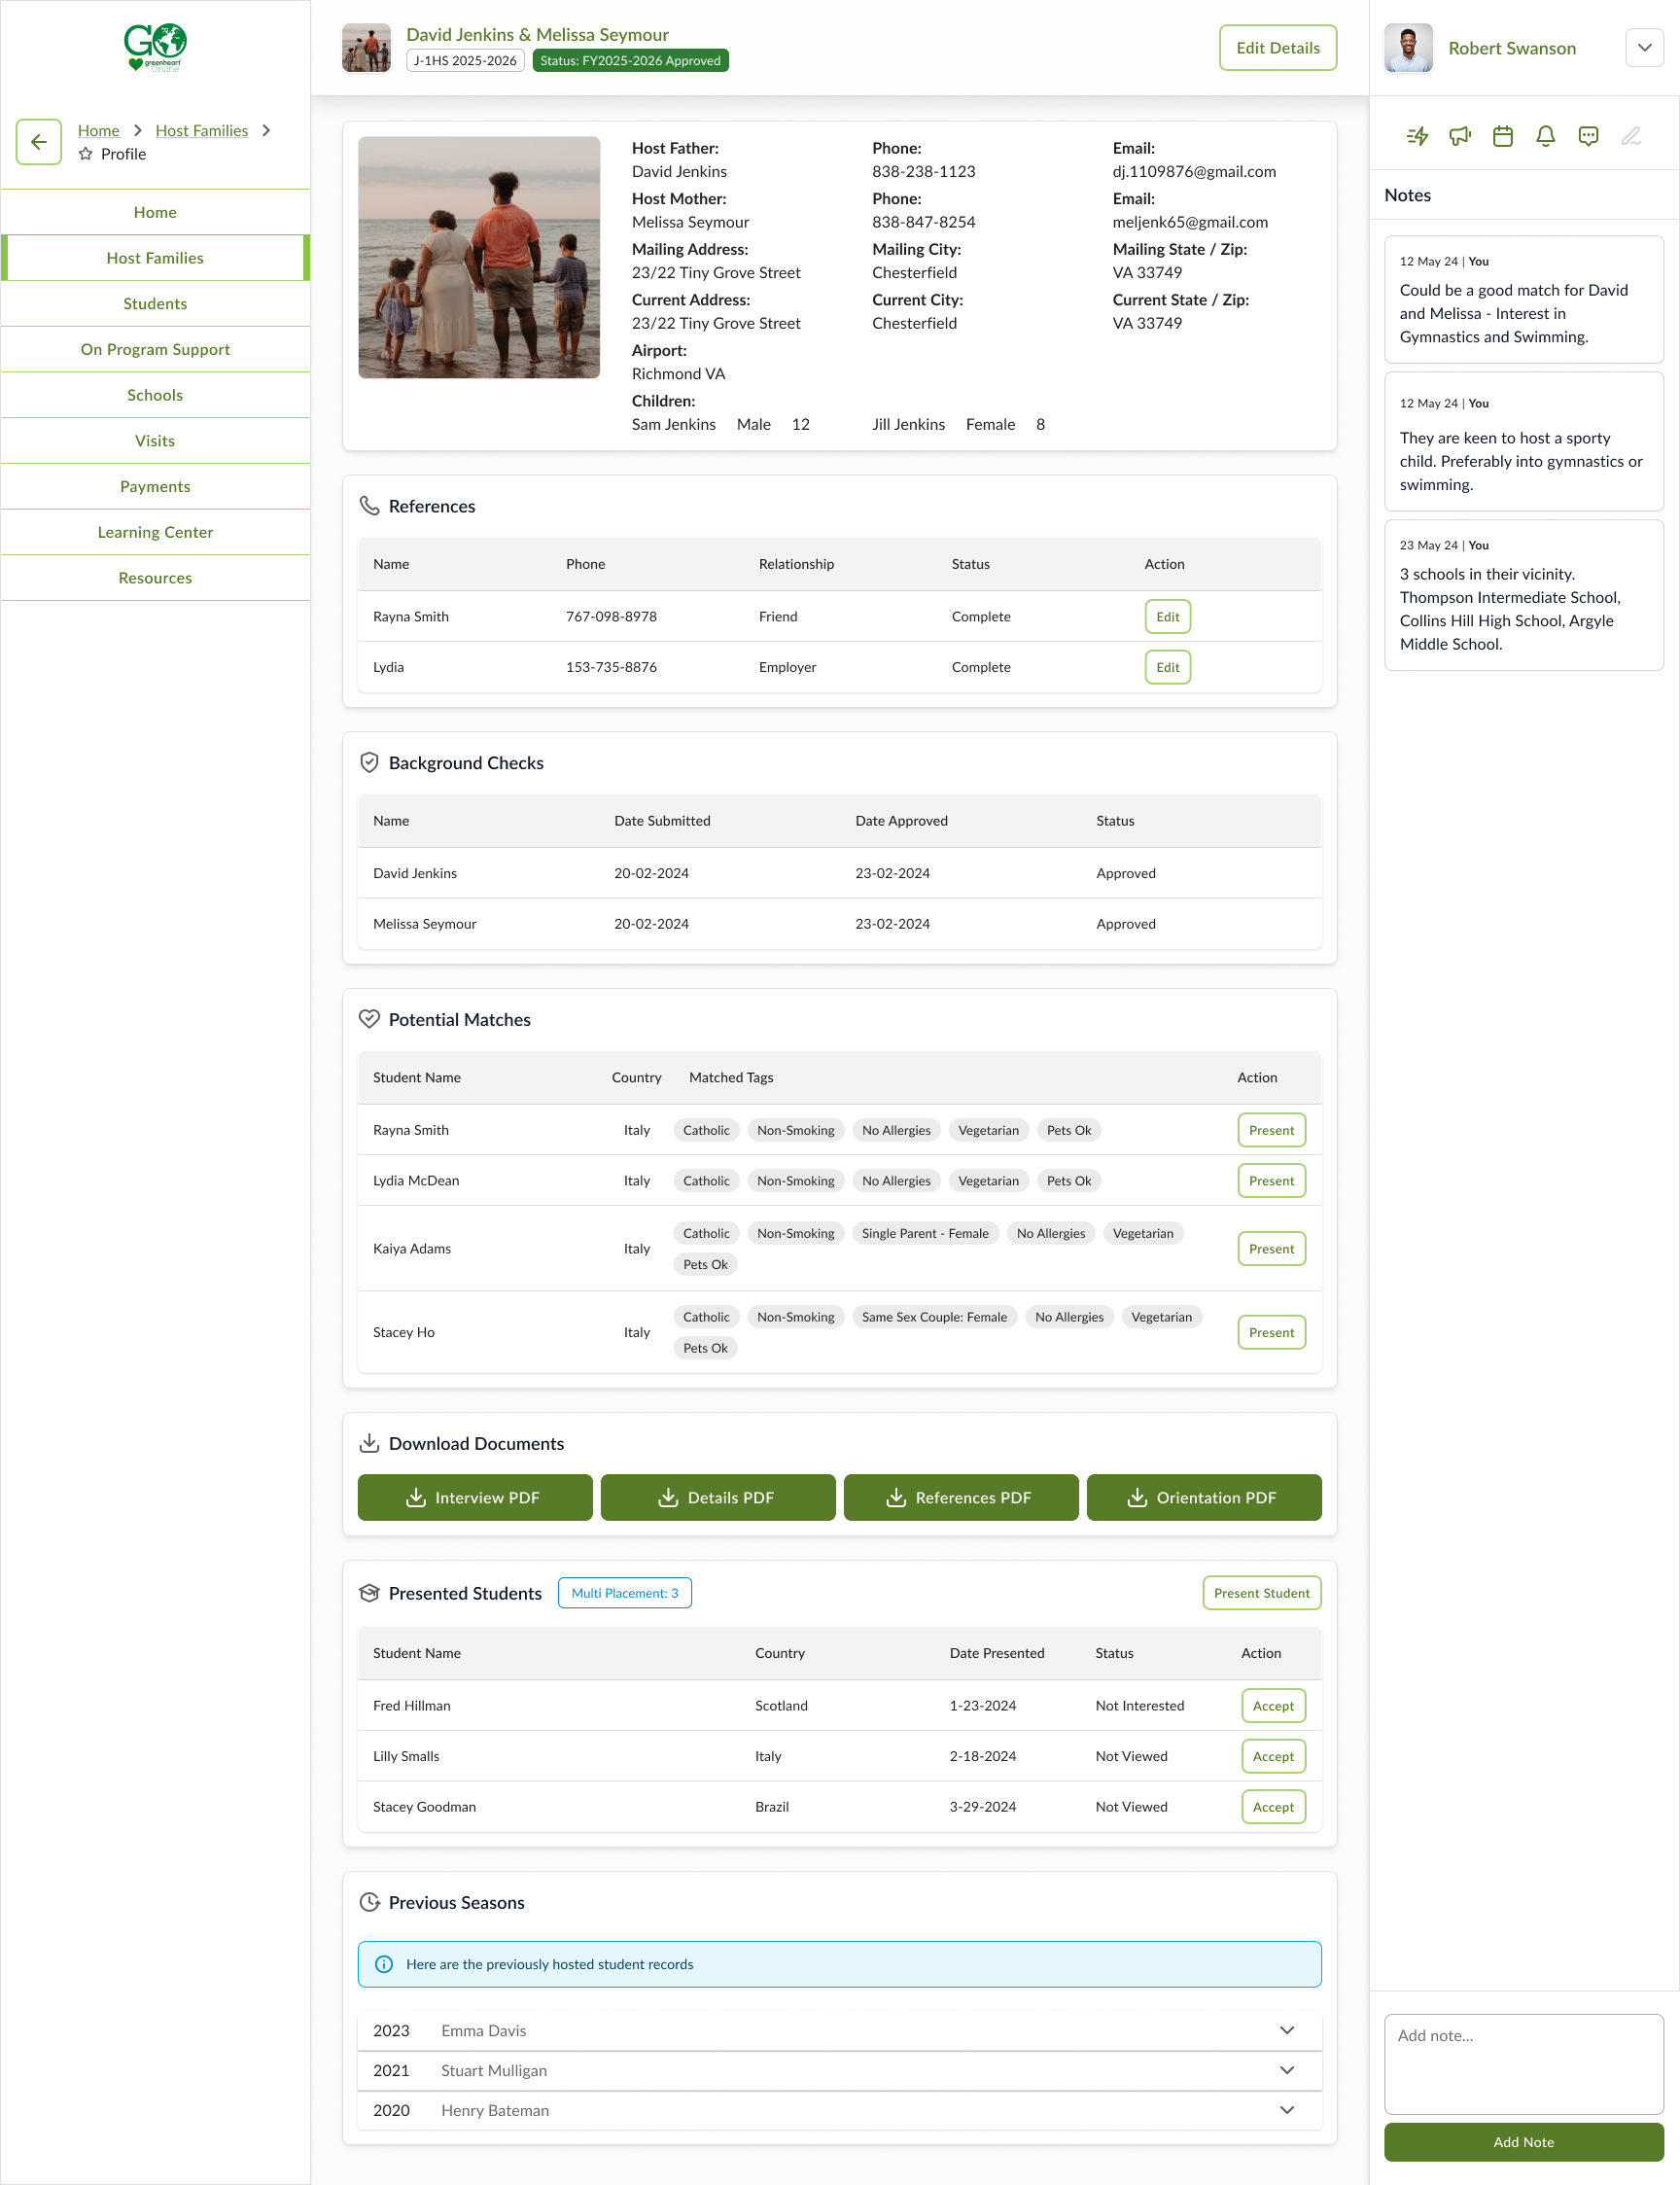 GO
greenheart
Online
Home > Host Families >
Profile
Home
Host Families
Students
On Program Support
Schools
Visits
Payments
Learning Center
Resources
David Jenkins & Melissa Seymour
J-1HS 2025-2026 Status: FY2025-2026 Approved
Edit Details
Host Father: Phone: Email:
David Jenkins 838-238-1123 dj.1109876@gmail.com
Host Mother: Phone: Email:
Melissa Seymour 838-847-8254 meljenk65@gmail.com
Mailing Address: Mailing City: Mailing State / Zip:
23/22 Tiny Grove Street Chesterfield VA 33749
Current Address: Current City: Current State / Zip:
23/22 Tiny Grove Street Chesterfield VA 33749
Airport:
Richmond VA
Children:
Sam Jenkins Male 12 Jill Jenkins Female 8
References
Name Phone Relationship Status Action
Rayna Smith 767-098-8978 Friend Complete Edit
Lydia 153-735-8876 Employer Complete Edit
Background Checks
Name Date Submitted Date Approved Status
David Jenkins 20-02-2024 23-02-2024 Approved
Melissa Seymour 20-02-2024 23-02-2024 Approved
Potential Matches
Student Name Country Matched Tags Action
Rayna Smith Italy Catholic Non-Smoking No Allergies Vegetarian Pets Ok Present
Lydia McDean Italy Catholic Non-Smoking No Allergies Vegetarian Pets Ok Present
Kaiya Adams Italy Catholic Non-Smoking Single Parent - Female No Allergies Vegetarian Present
Pets Ok
Stacey Ho Italy Catholic Non-Smoking Same Sex Couple: Female No Allergies Vegetarian Present
Pets Ok
Download Documents
Interview PDF Details PDF References PDF Orientation PDF
Presented Students Multi Placement: 3 Present Student
Student Name Country Date Presented Status Action
Fred Hillman Scotland 1-23-2024 Not Interested Accept
Lilly Smalls Italy 2-18-2024 Not Viewed Accept
Stacey Goodman Brazil 3-29-2024 Not Viewed Accept
Previous Seasons
Here are the previously hosted student records
2023 Emma Davis
2021 Stuart Mulligan
2020 Henry Bateman
Robert Swanson
Notes
12 May 24 | You
Could be a good match for David
and Melissa - Interest in
Gymnastics and Swimming.
12 May 24 | You
They are keen to host a sporty
child. Preferably into gymnastics or
swimming.
23 May 24 | You
3 schools in their vicinity.
Thompson Intermediate School,
Collins Hill High School, Argyle
Middle School.
Add note...
Add Note